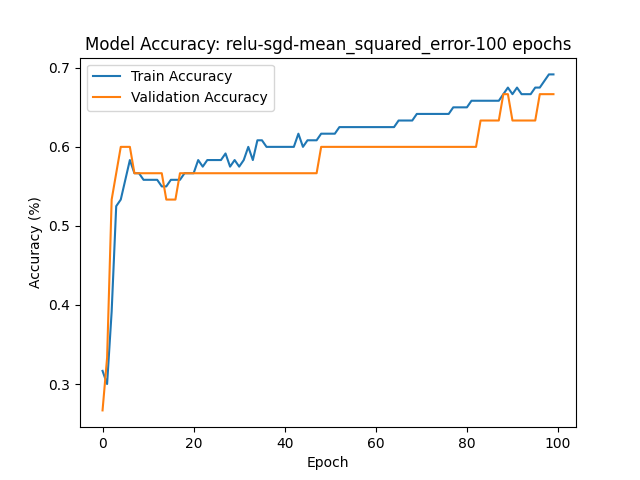 Model Accuracy: relu-sgd-mean_squared_error-100 epochs
Train Accuracy
Validation Accuracy
Accuracy (%)
0.7
0.6
0.5
0.4
0.3
0 20 40 60 80 100
Epoch